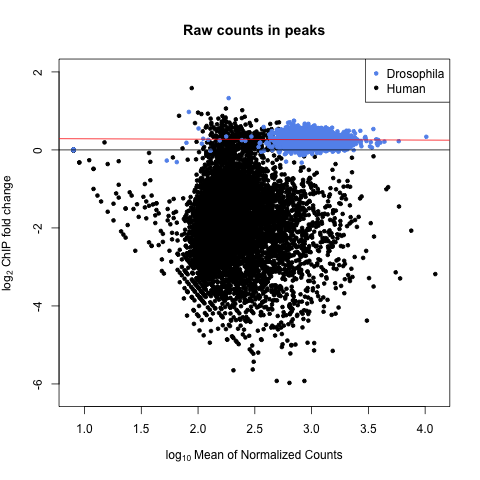 Raw counts in peaks
Drosophila
Human
2
0
-2
-4
-6
log2 ChIP fold change
1.0 1.5 2.0 2.5 3.0 3.5 4.0
log10 Mean of Normalized Counts